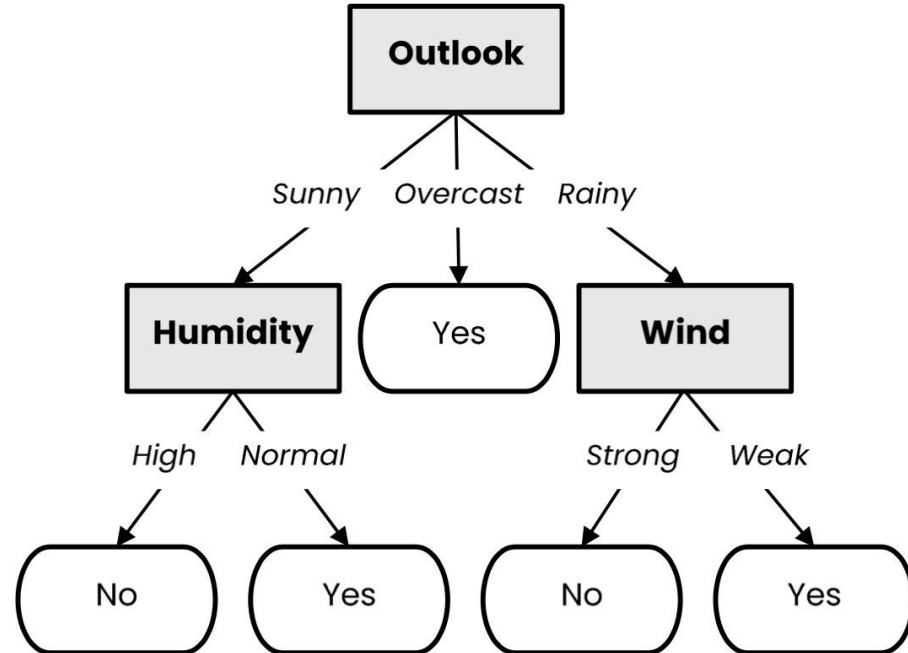 Outlook
Sunny Overcast Rainy
Humidity Yes Wind
High Normal Strong Weak
No Yes No Yes